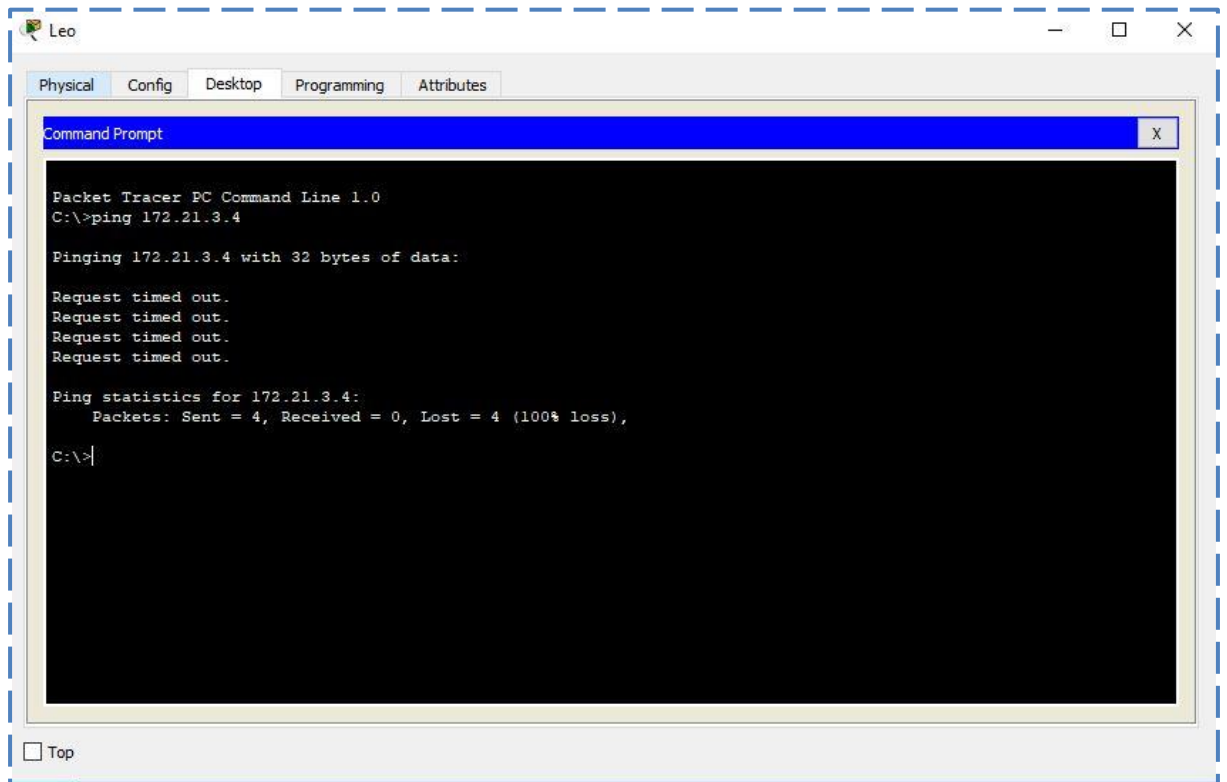 Leo
Physical Config Desktop Programming Attributes
Command Prompt X
Packet Tracer PC Command Line 1.0
C:\>ping 172.21.3.4
Pinging 172.21.3.4 with 32 bytes of data:
Request timed out.
Request timed out.
Request timed out.
Request timed out.
Ping statistics for 172.21.3.4:
Packets: Sent = 4, Received = 0, Lost = 4 (100% loss),
C:\>
Top